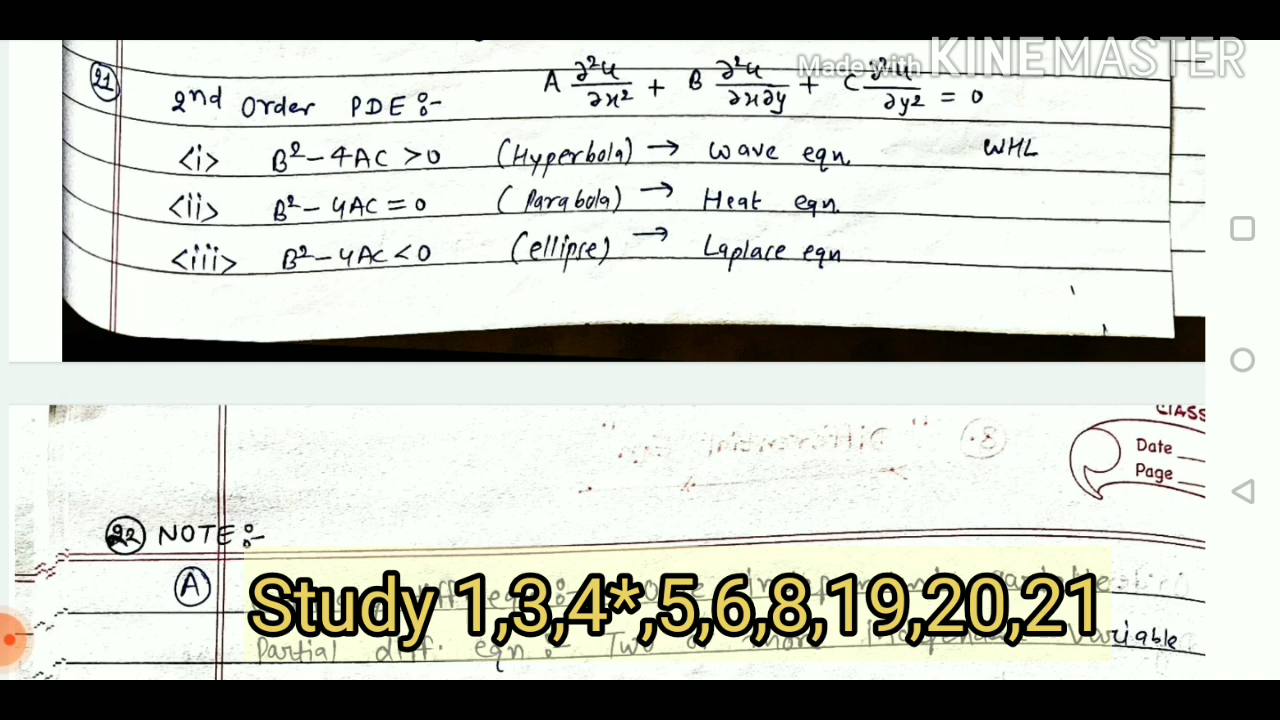 Made with KINEMASTER
(21) 2nd Order PDE :- A ∂²u/∂x² + B ∂²u/∂x∂y + C ∂²u/∂y² = 0
<i> B² - 4AC > 0 (Hyperbola) → Wave eqn. WHL
<ii> B² - 4AC = 0 (Parabola) → Heat eqn.
<iii> B² - 4AC < 0 (ellipse) → Laplace eqn
CLASS
Date
Page
(22) NOTE :-
(A)
Study 1,3,4*,5,6,8,19,20,21
Partial diff. eqn :- Two or more independent variable